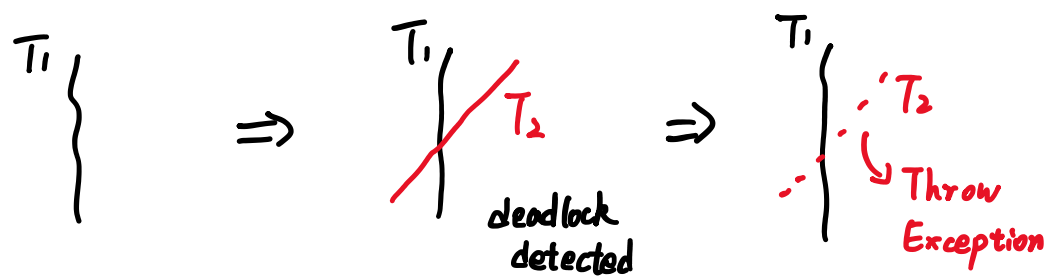 T1
T1
T2
deadlock
detected
T1
T2
Throw
Exception